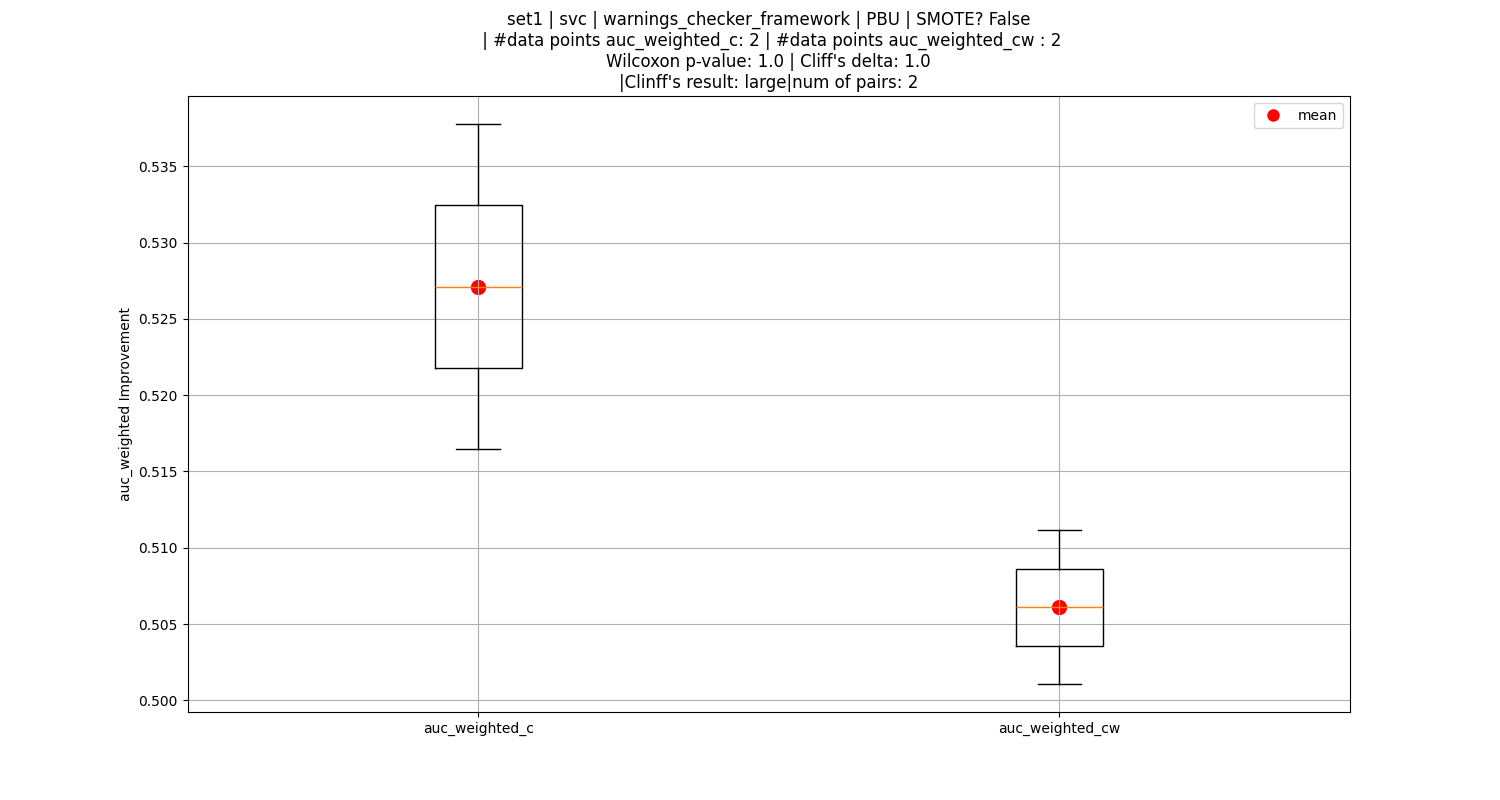 set1 | svc | warnings_checker_framework | PBU | SMOTE? False
| #data points auc_weighted_c: 2 | #data points auc_weighted_cw : 2
Wilcoxon p-value: 1.0 | Cliff's delta: 1.0
|Clinff's result: large|num of pairs: 2
mean
0.535
0.530
0.525
0.520
0.515
0.510
0.505
0.500
auc_weighted Improvement
auc_weighted_c
auc_weighted_cw